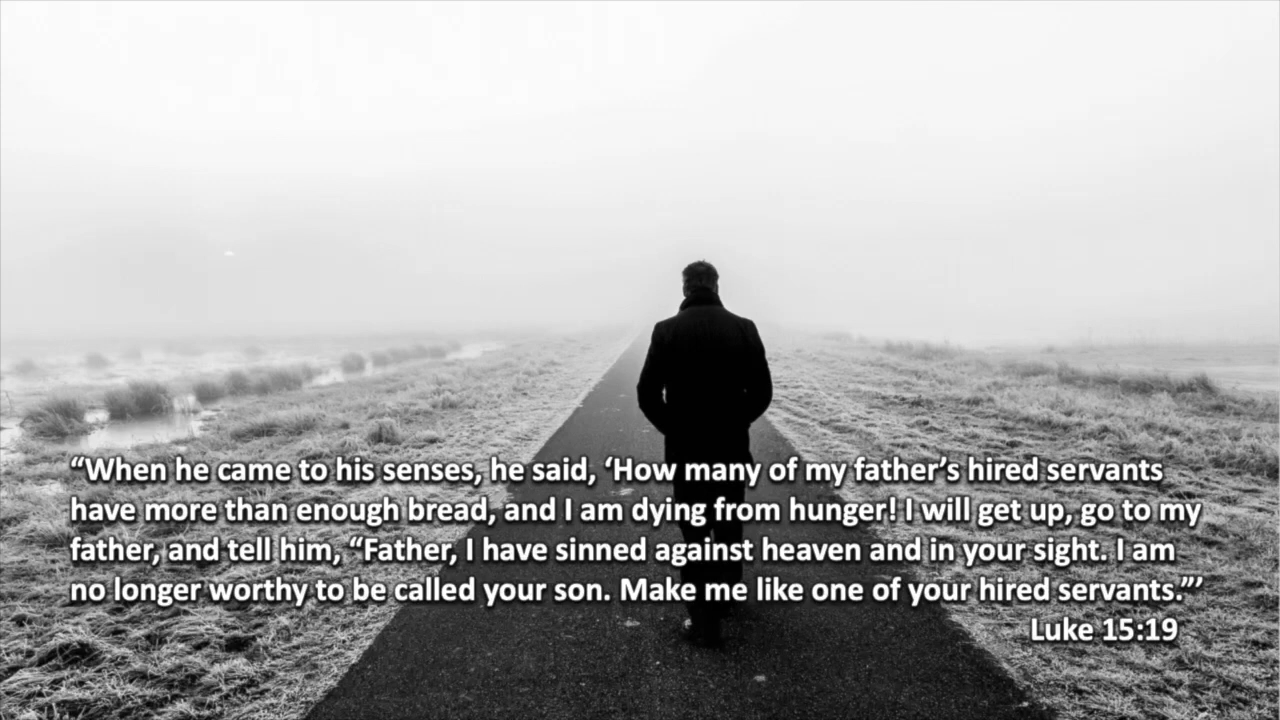 “When he came to his senses, he said, ‘How many of my father’s hired servants
have more than enough bread, and I am dying from hunger! I will get up, go to my
father, and tell him, “Father, I have sinned against heaven and in your sight. I am
no longer worthy to be called your son. Make me like one of your hired servants.”’
Luke 15:19